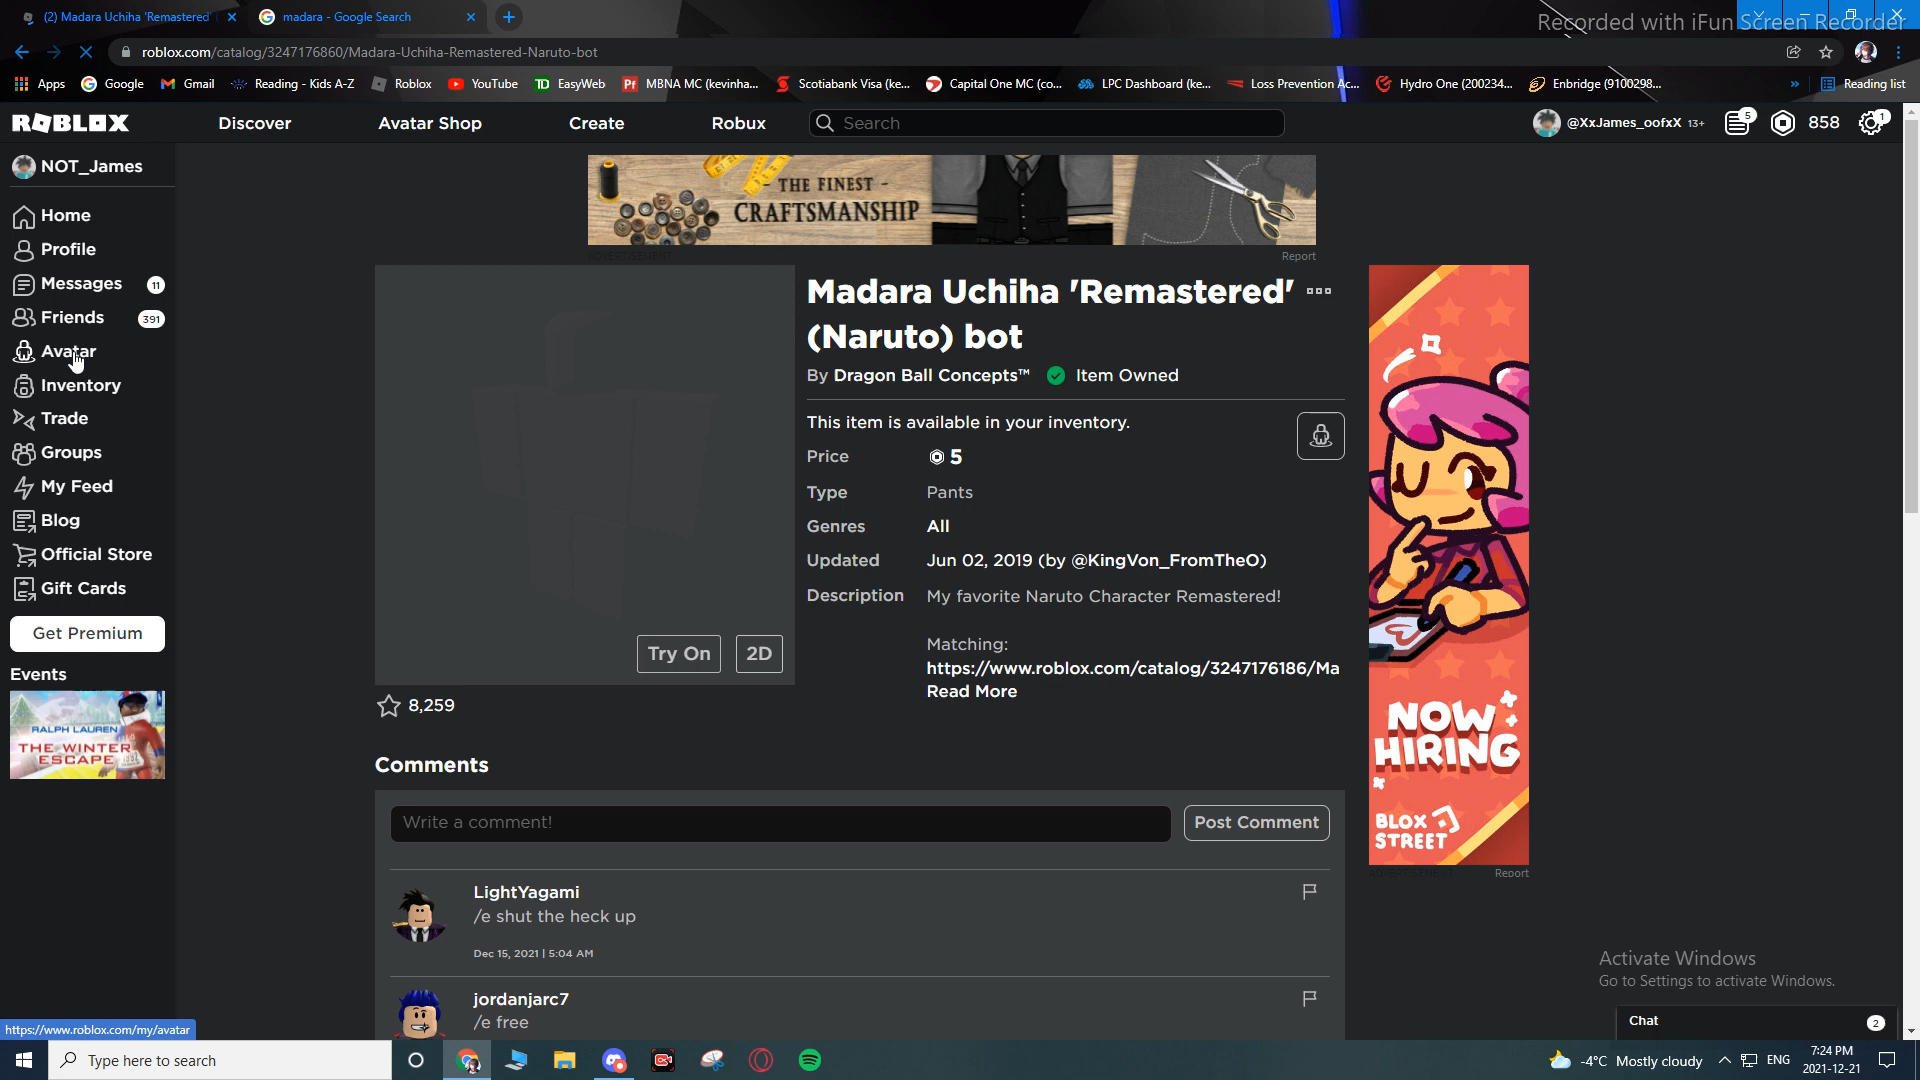 (2) Madara Uchiha 'Remastered'
madara - Google Search
Recorded with iFun Screen Recorder
roblox.com/catalog/3247176860/Madara-Uchiha-Remastered-Naruto-bot
Apps
Google
Gmail
Reading - Kids A-Z
Roblox
YouTube
EasyWeb
MBNA MC (kevinha...
Scotiabank Visa (ke...
Capital One MC (co...
LPC Dashboard (ke...
Loss Prevention Ac...
Hydro One (200234...
Enbridge (9100298...
»
Reading list
ROBLOX
Discover
Avatar Shop
Create
Robux
Search
@XxJames_oofxX 13+
5
858
1
NOT_James
Home
Profile
Messages 11
Friends 391
Avatar
Inventory
Trade
Groups
My Feed
Blog
Official Store
Gift Cards
Get Premium
Events
RALPH LAUREN
THE WINTER
ESCAPE
- THE FINEST -
CRAFTSMANSHIP
ADVERTISEMENT
Report
Madara Uchiha 'Remastered'
(Naruto) bot
By Dragon Ball Concepts™ Item Owned
This item is available in your inventory.
Price 5
Type Pants
Genres All
Updated Jun 02, 2019 (by @KingVon_FromTheO)
Description My favorite Naruto Character Remastered!
Matching:
https://www.roblox.com/catalog/3247176186/Ma
Read More
Try On
2D
8,259
Comments
Write a comment!
Post Comment
LightYagami
/e shut the heck up
Dec 15, 2021 | 5:04 AM
jordanjarc7
/e free
NOW
HIRING
BLOX
STREET
ADVERTISEMENT
Report
Activate Windows
Go to Settings to activate Windows.
Chat
2
https://www.roblox.com/my/avatar
Type here to search
-4°C Mostly cloudy
ENG
7:24 PM
2021-12-21